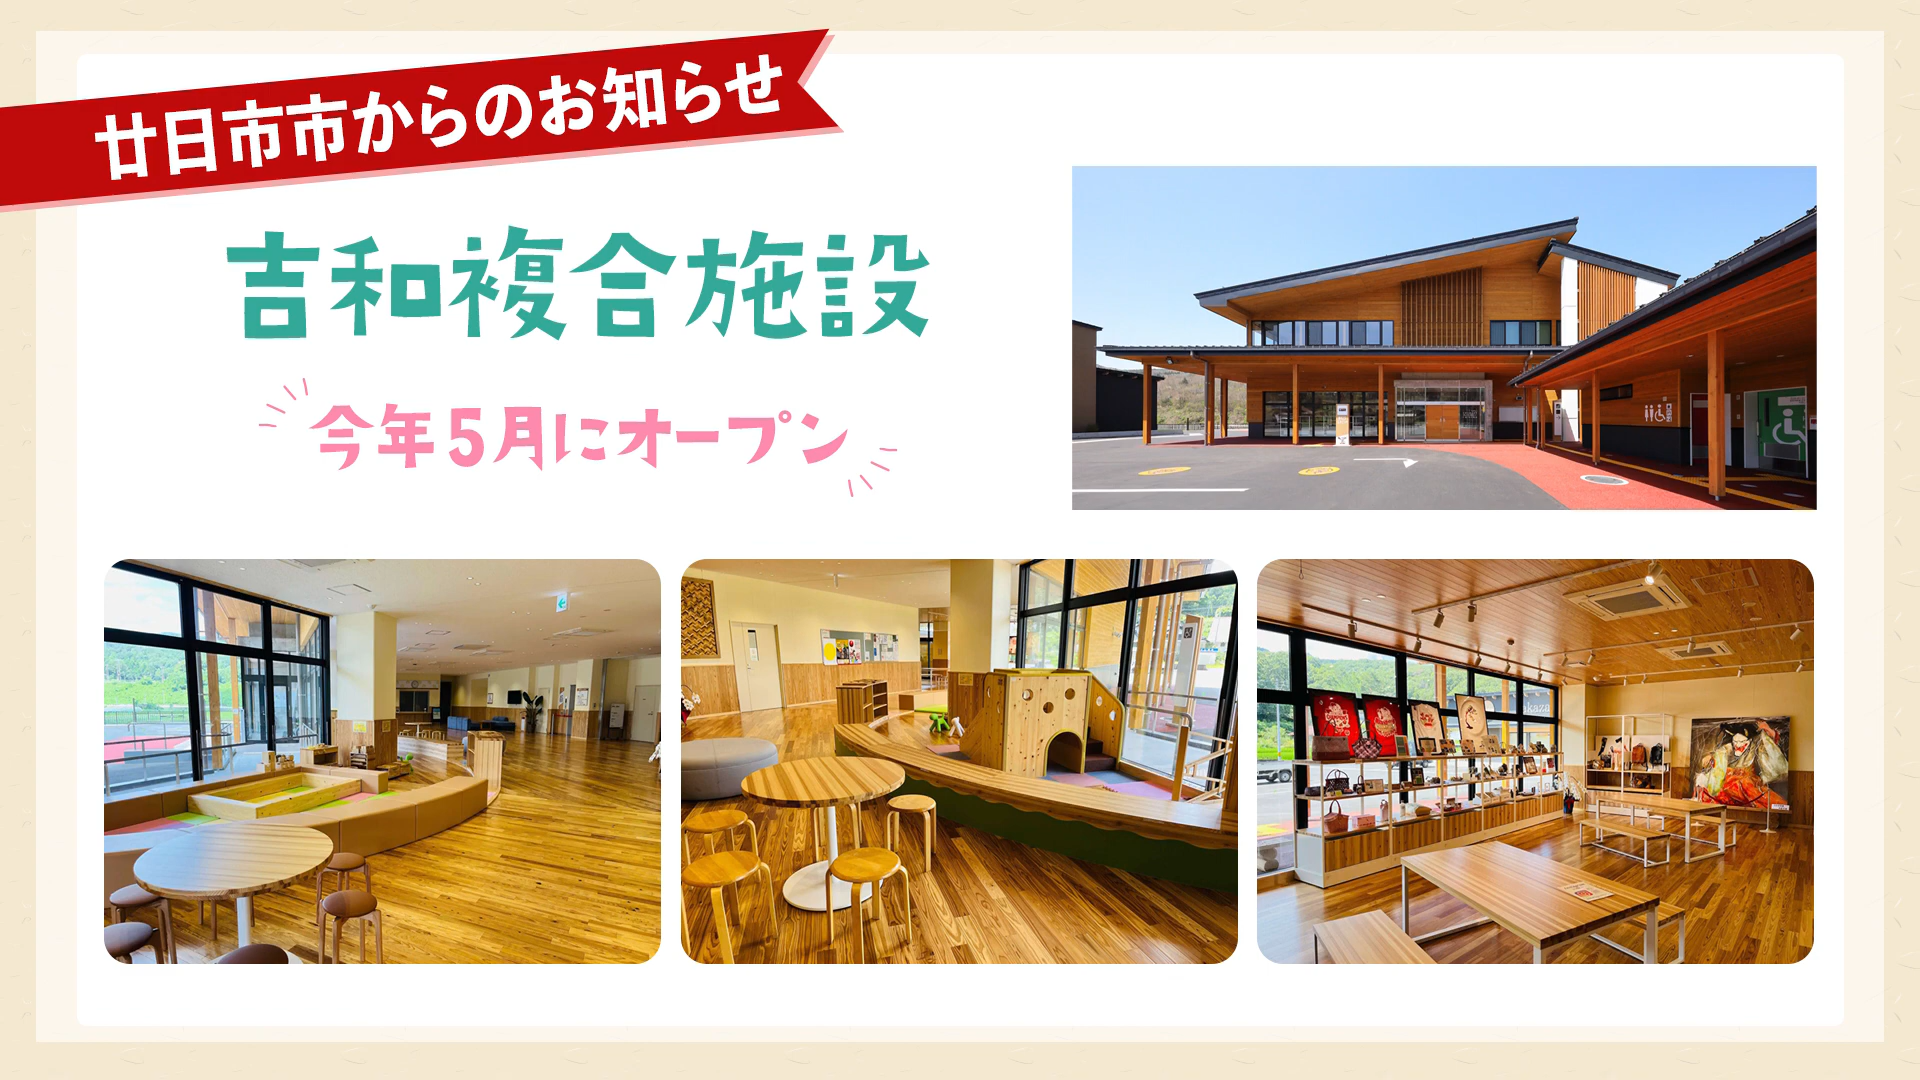 廿日市市からのお知らせ
吉和複合施設
今年5月にオープン